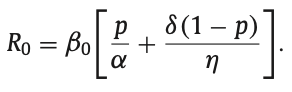 R₀ = β₀ [ p/α + δ(1 − p)/η ].